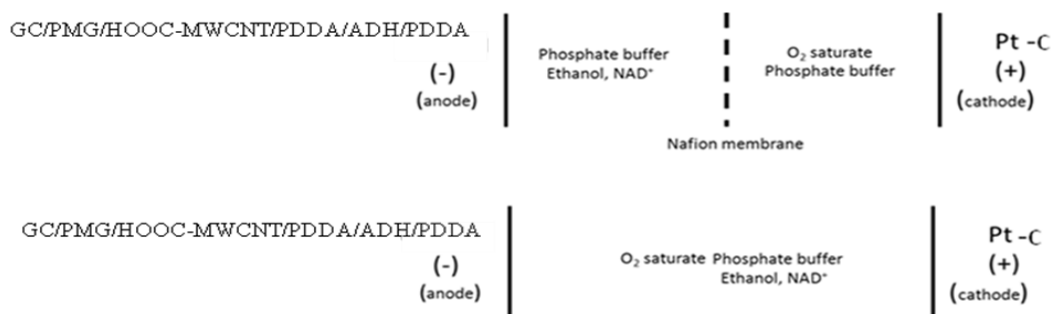 GC/PMG/HOOC-MWCNT/PDDA/ADH/PDDA
(-)
(anode)
Phosphate buffer
Ethanol, NAD⁺
O₂ saturate
Phosphate buffer
Pt -C
(+)
(cathode)
Nafion membrane
GC/PMG/HOOC-MWCNT/PDDA/ADH/PDDA
(-)
(anode)
O₂ saturate Phosphate buffer
Ethanol, NAD⁺
Pt -C
(+)
(cathode)